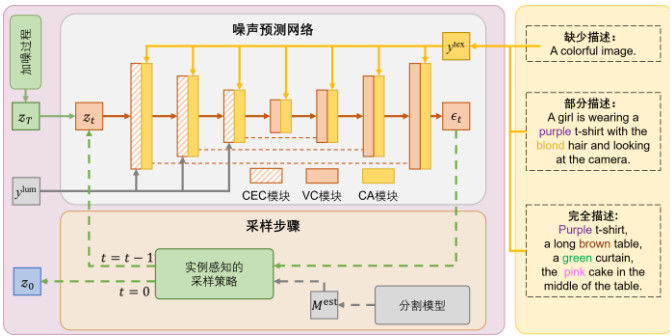 加噪过程
噪声预测网络
y^tex
z_T
z_t
ϵ_t
y^lum
CEC模块
VC模块
CA模块
采样步骤
t = t − 1
实例感知的
采样策略
z_0
t = 0
M^est
分割模型
缺少描述：
A colorful image.
部分描述：
A girl is wearing a
purple t-shirt with the
blond hair and looking
at the camera.
完全描述：
Purple t-shirt,
a long brown table,
a green curtain,
the pink cake in the
middle of the table.